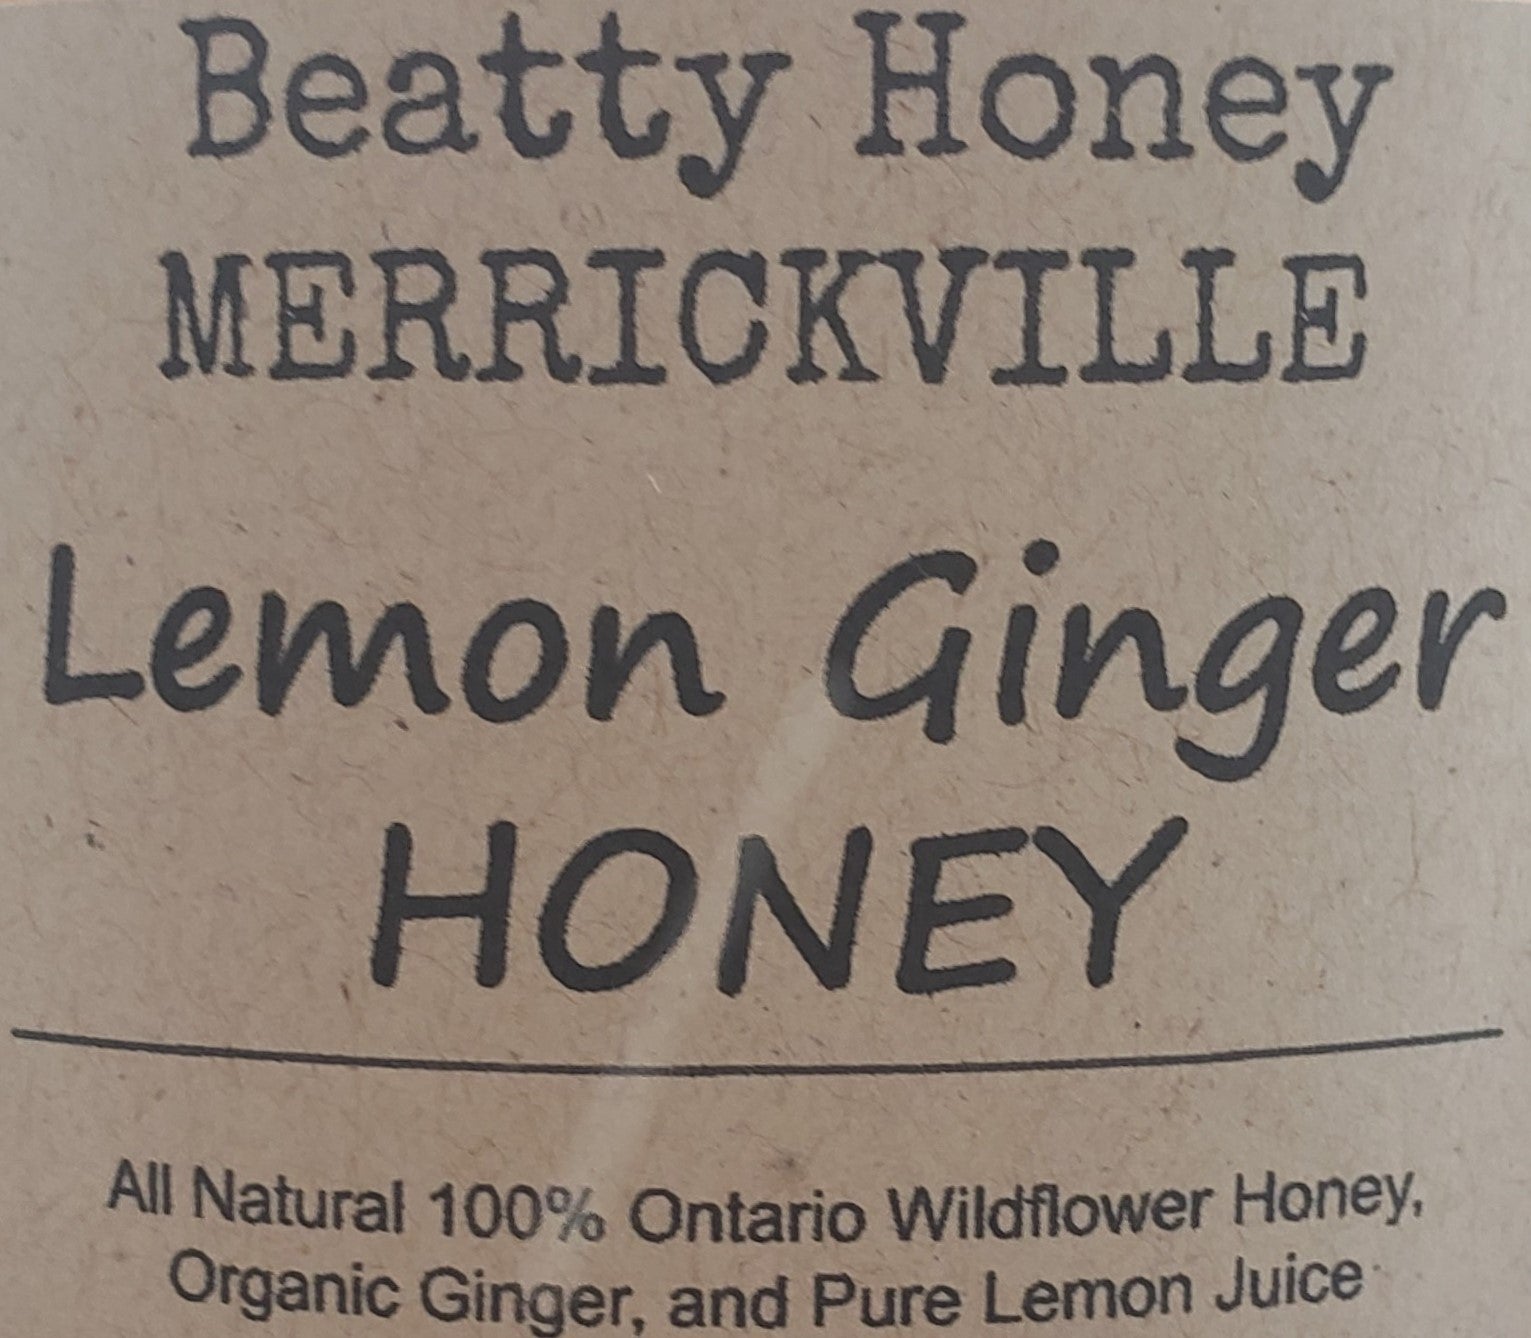 Beatty Honey
MERRICKVILLE
Lemon Ginger
HONEY
All Natural 100% Ontario Wildflower Honey,
Organic Ginger, and Pure Lemon Juice